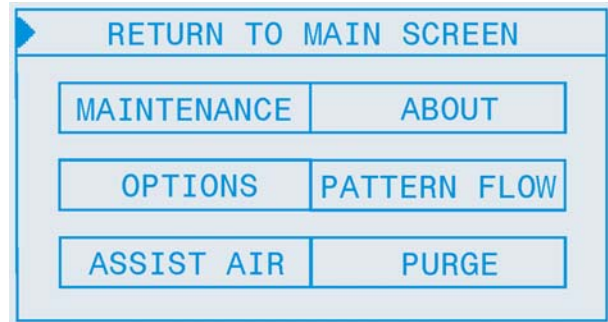 RETURN TO MAIN SCREEN
MAINTENANCE ABOUT
OPTIONS PATTERN FLOW
ASSIST AIR PURGE